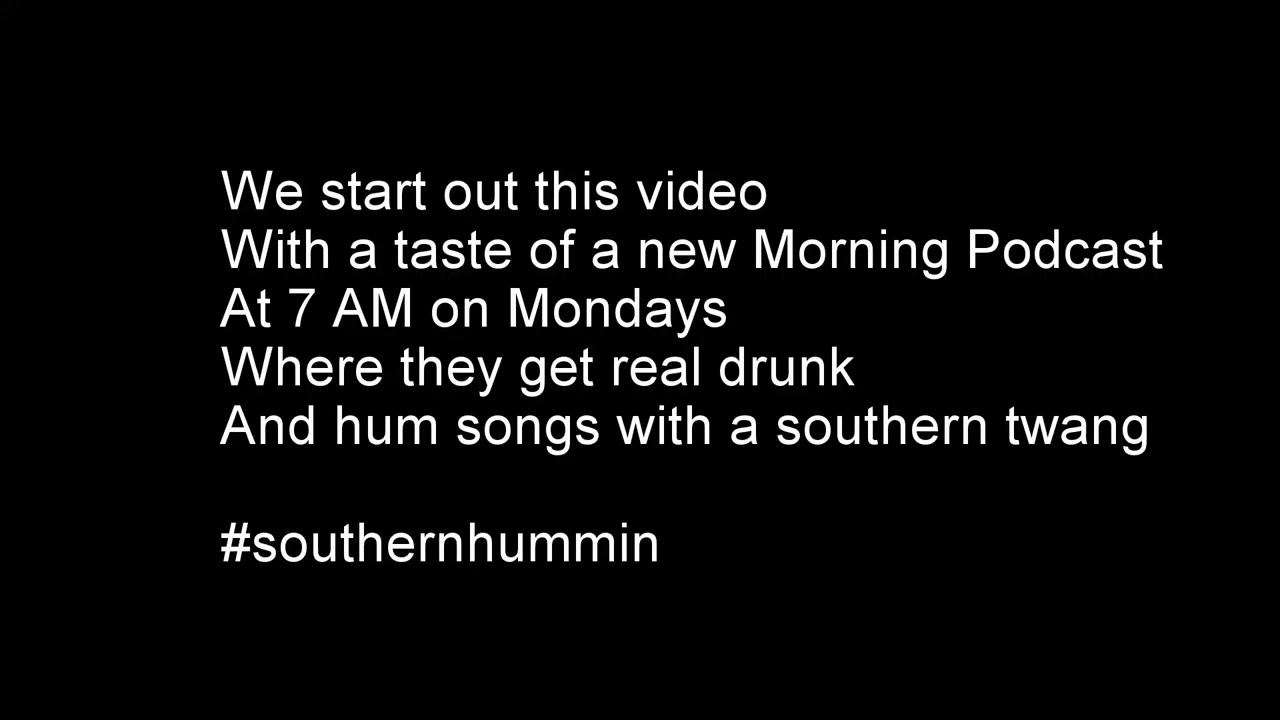 We start out this video
With a taste of a new Morning Podcast
At 7 AM on Mondays
Where they get real drunk
And hum songs with a southern twang
#southernhummin